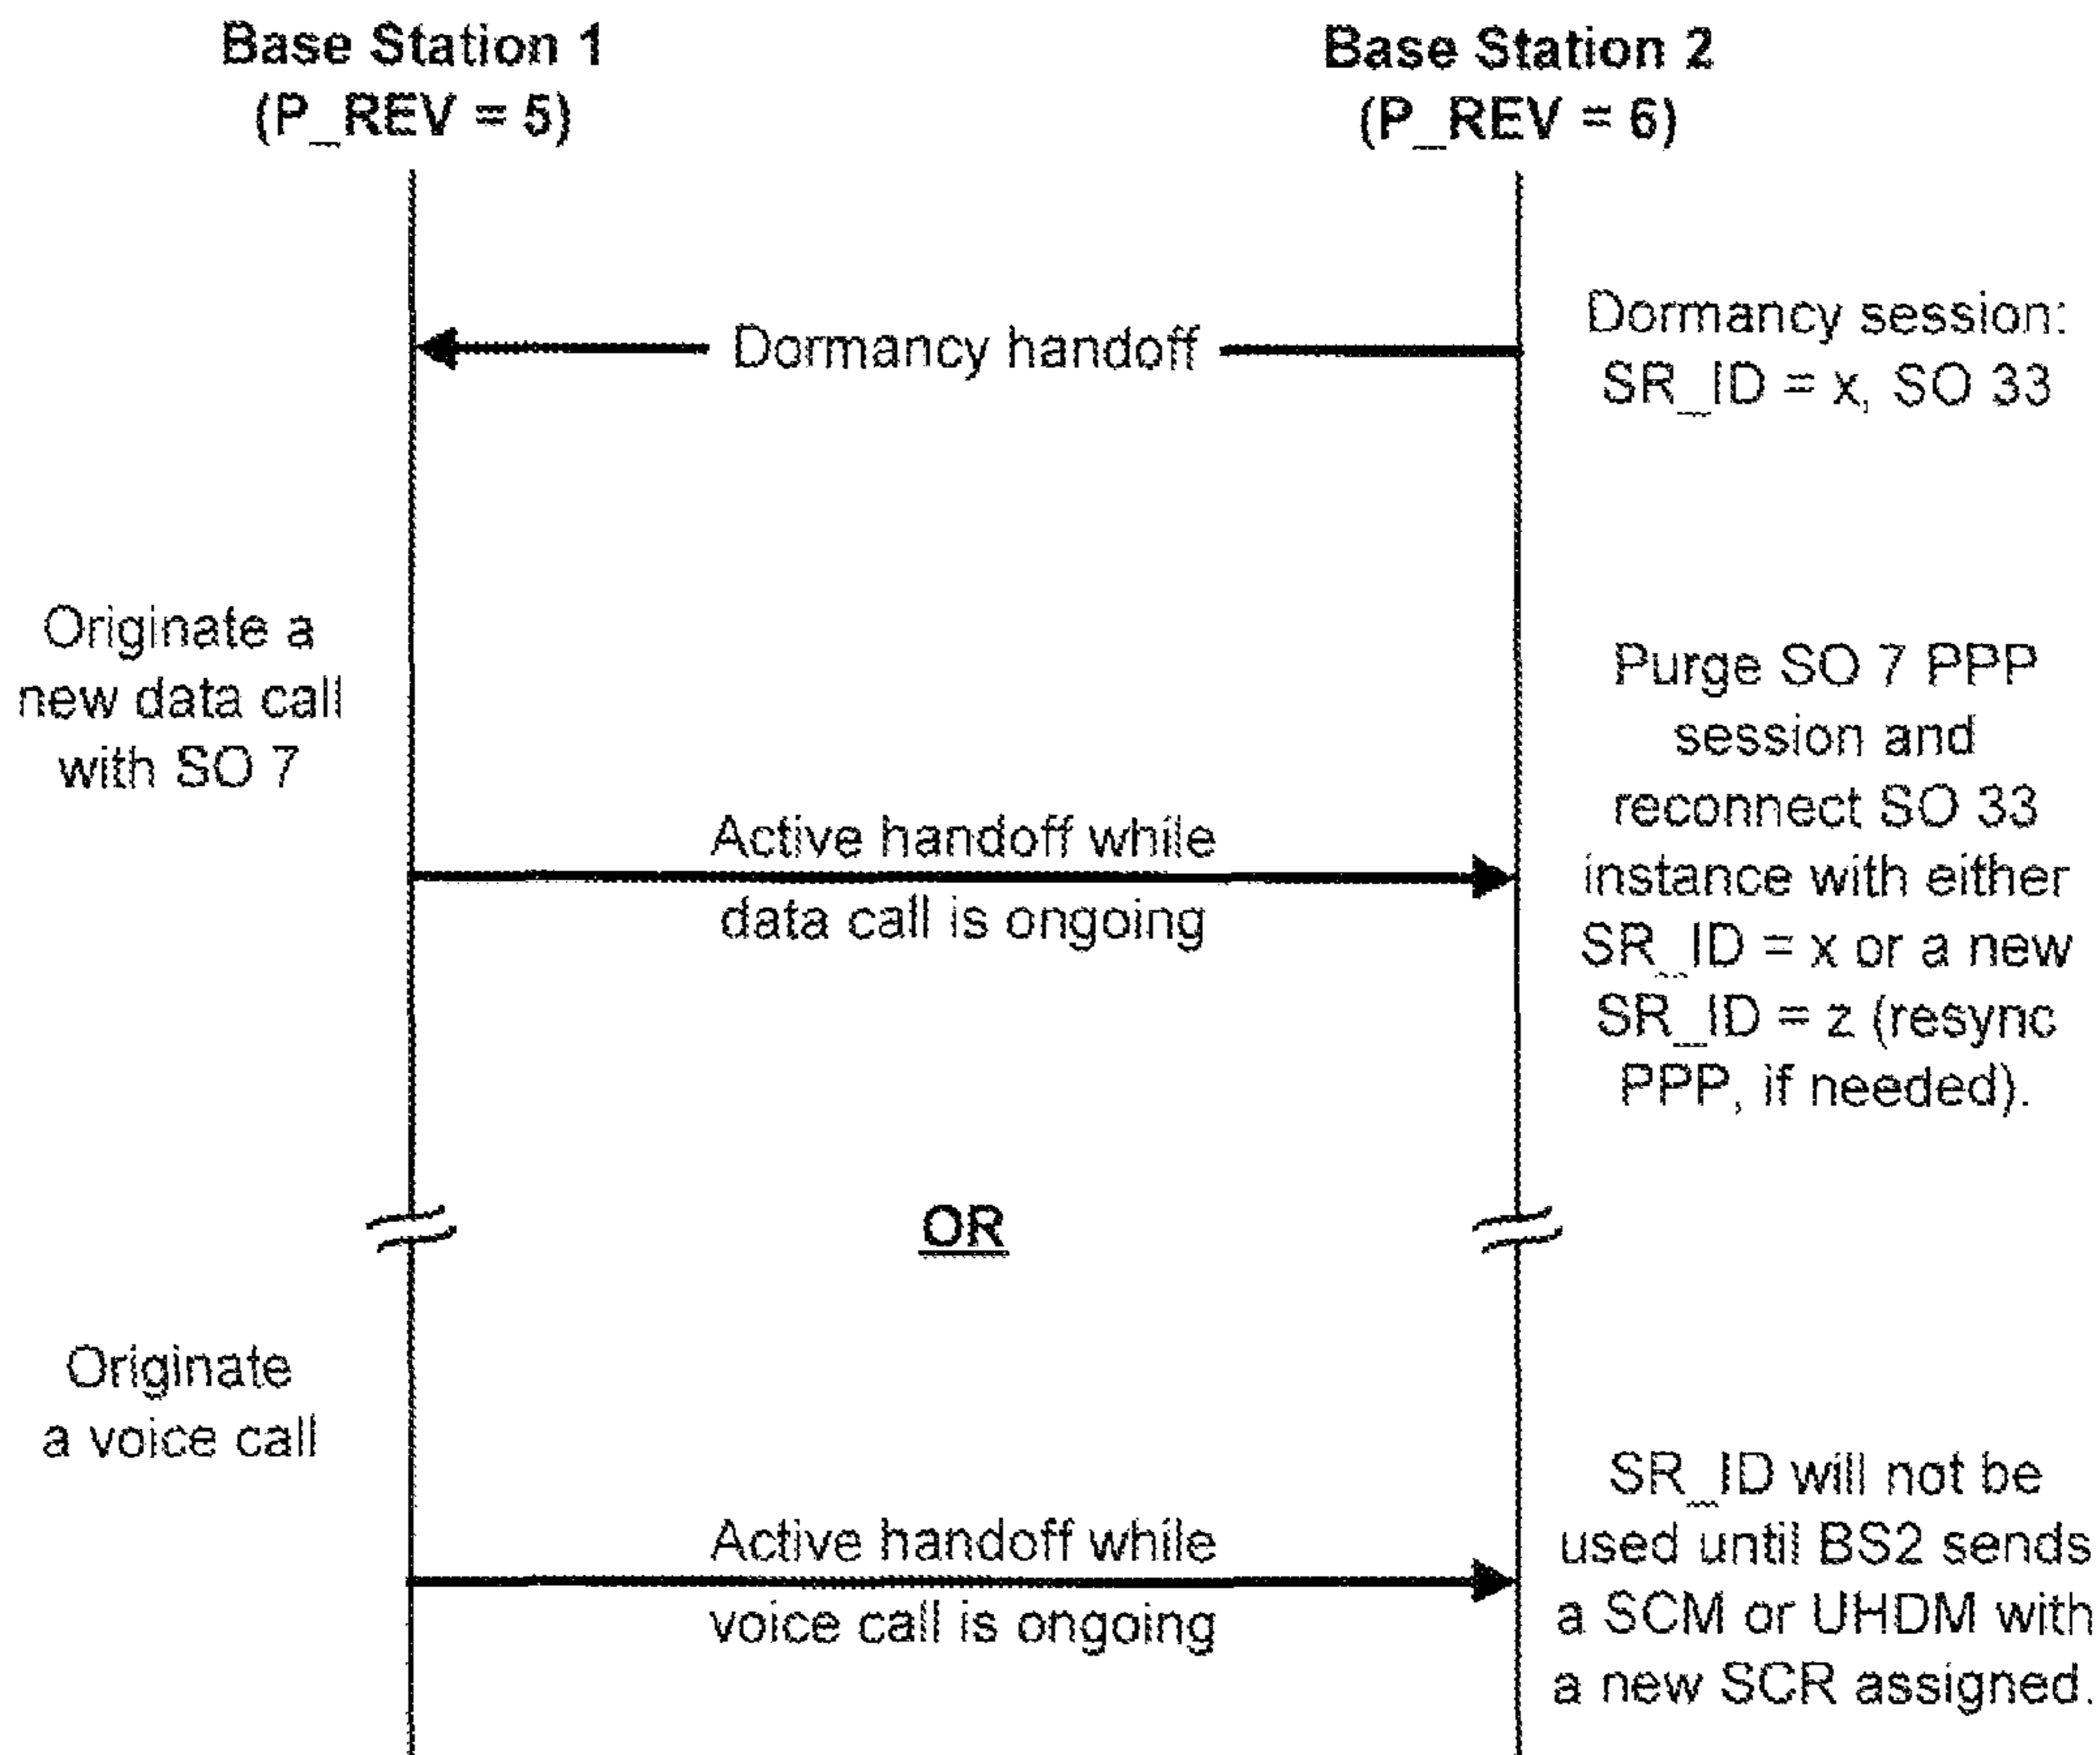 Base Station 1
(P_REV = 5)
Base Station 2
(P_REV = 6)
Dormancy handoff
Dormancy session:
SR_ID = x, SO 33
Originate a
new data call
with SO 7
Active handoff while
data call is ongoing
Purge SO 7 PPP
session and
reconnect SO 33
instance with either
SR_ID = x or a new
SR_ID = z (resync
PPP, if needed).
OR
Originate
a voice call
Active handoff while
voice call is ongoing
SR_ID will not be
used until BS2 sends
a SCM or UHDM with
a new SCR assigned.